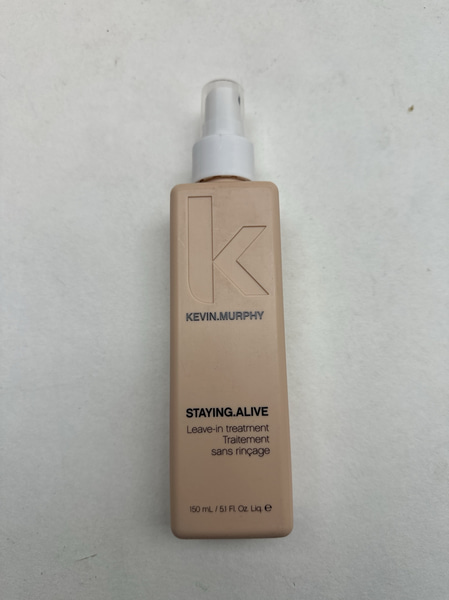 k
KEVIN.MURPHY
STAYING.ALIVE
Leave-in treatment
Traitement
sans rinçage
150 mL / 5.1 Fl. Oz. Liq. ℮